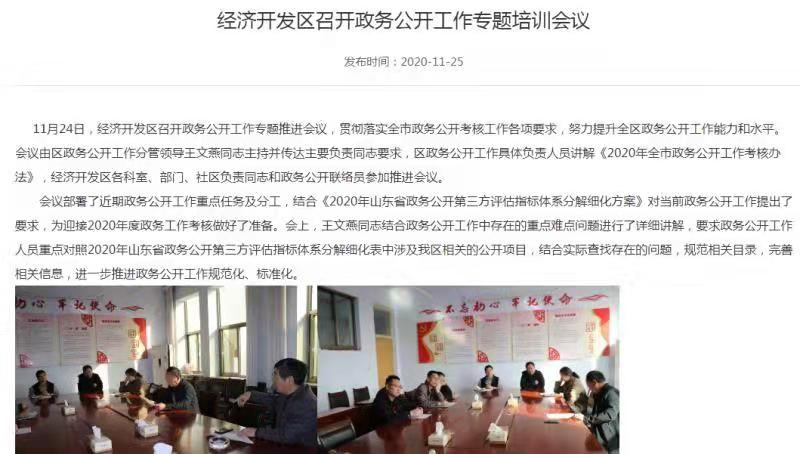 经济开发区召开政务公开工作专题培训会议
发布时间：2020-11-25
11月24日，经济开发区召开政务公开工作专题推进会议，贯彻落实全市政务公开考核工作各项要求，努力提升全区政务公开工作能力和水平。
会议由区政务公开工作分管领导王文燕同志主持并传达主要负责同志要求，区政务公开工作具体负责人员讲解《2020年全市政务公开工作考核办
法》，经济开发区各科室、部门、社区负责同志和政务公开联络员参加推进会议。
会议部署了近期政务公开工作重点任务及分工，结合《2020年山东省政务公开第三方评估指标体系分解细化方案》对当前政务公开工作提出了
要求，为迎接2020年度政务工作考核做好了准备。会上，王文燕同志结合政务公开工作中存在的重点难点问题进行了详细讲解，要求政务公开工作
人员重点对照2020年山东省政务公开第三方评估指标体系分解细化表中涉及我区相关的公开项目，结合实际查找存在的问题，规范相关目录，完善
相关信息，进一步推进政务公开工作规范化、标准化。
初心 牢记使命
不忘初心 牢记使命